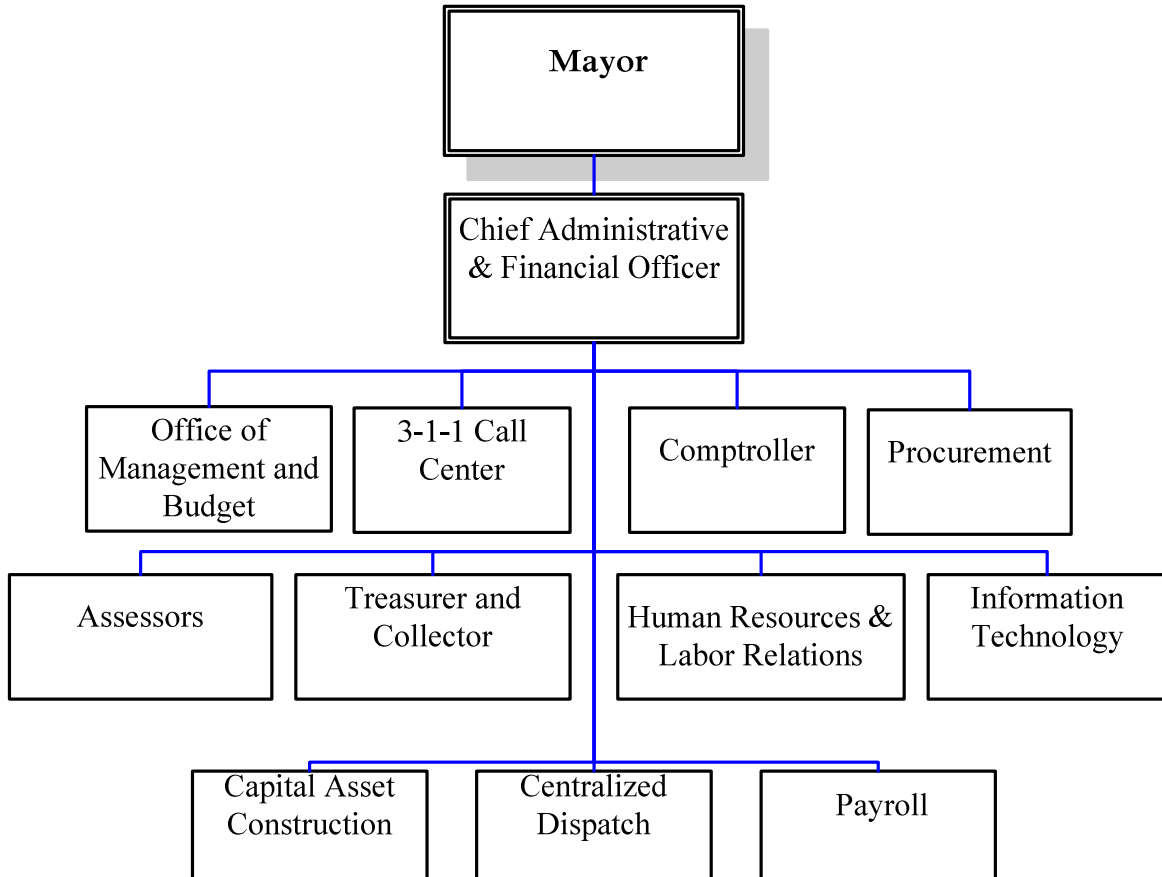 Mayor
Chief Administrative
& Financial Officer
Office of
Management and
Budget
3-1-1 Call
Center
Comptroller
Procurement
Assessors
Treasurer and
Collector
Human Resources &
Labor Relations
Information
Technology
Capital Asset
Construction
Centralized
Dispatch
Payroll